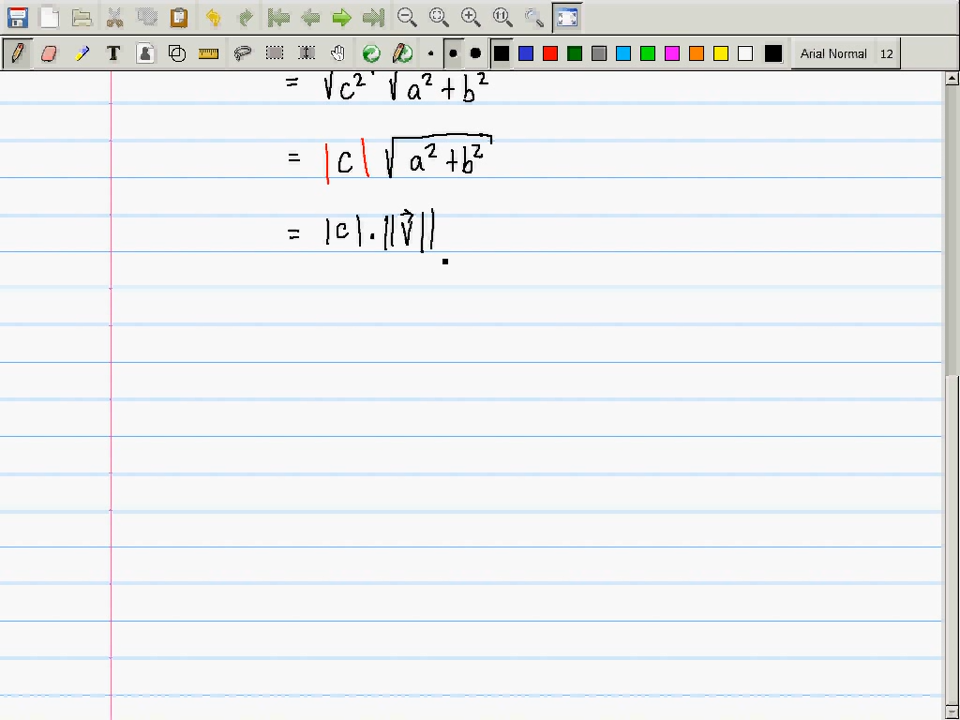 T
Arial Normal 12
= √c² √a² + b²
= |c| √a² + b²
= |c| · ||v⃗||